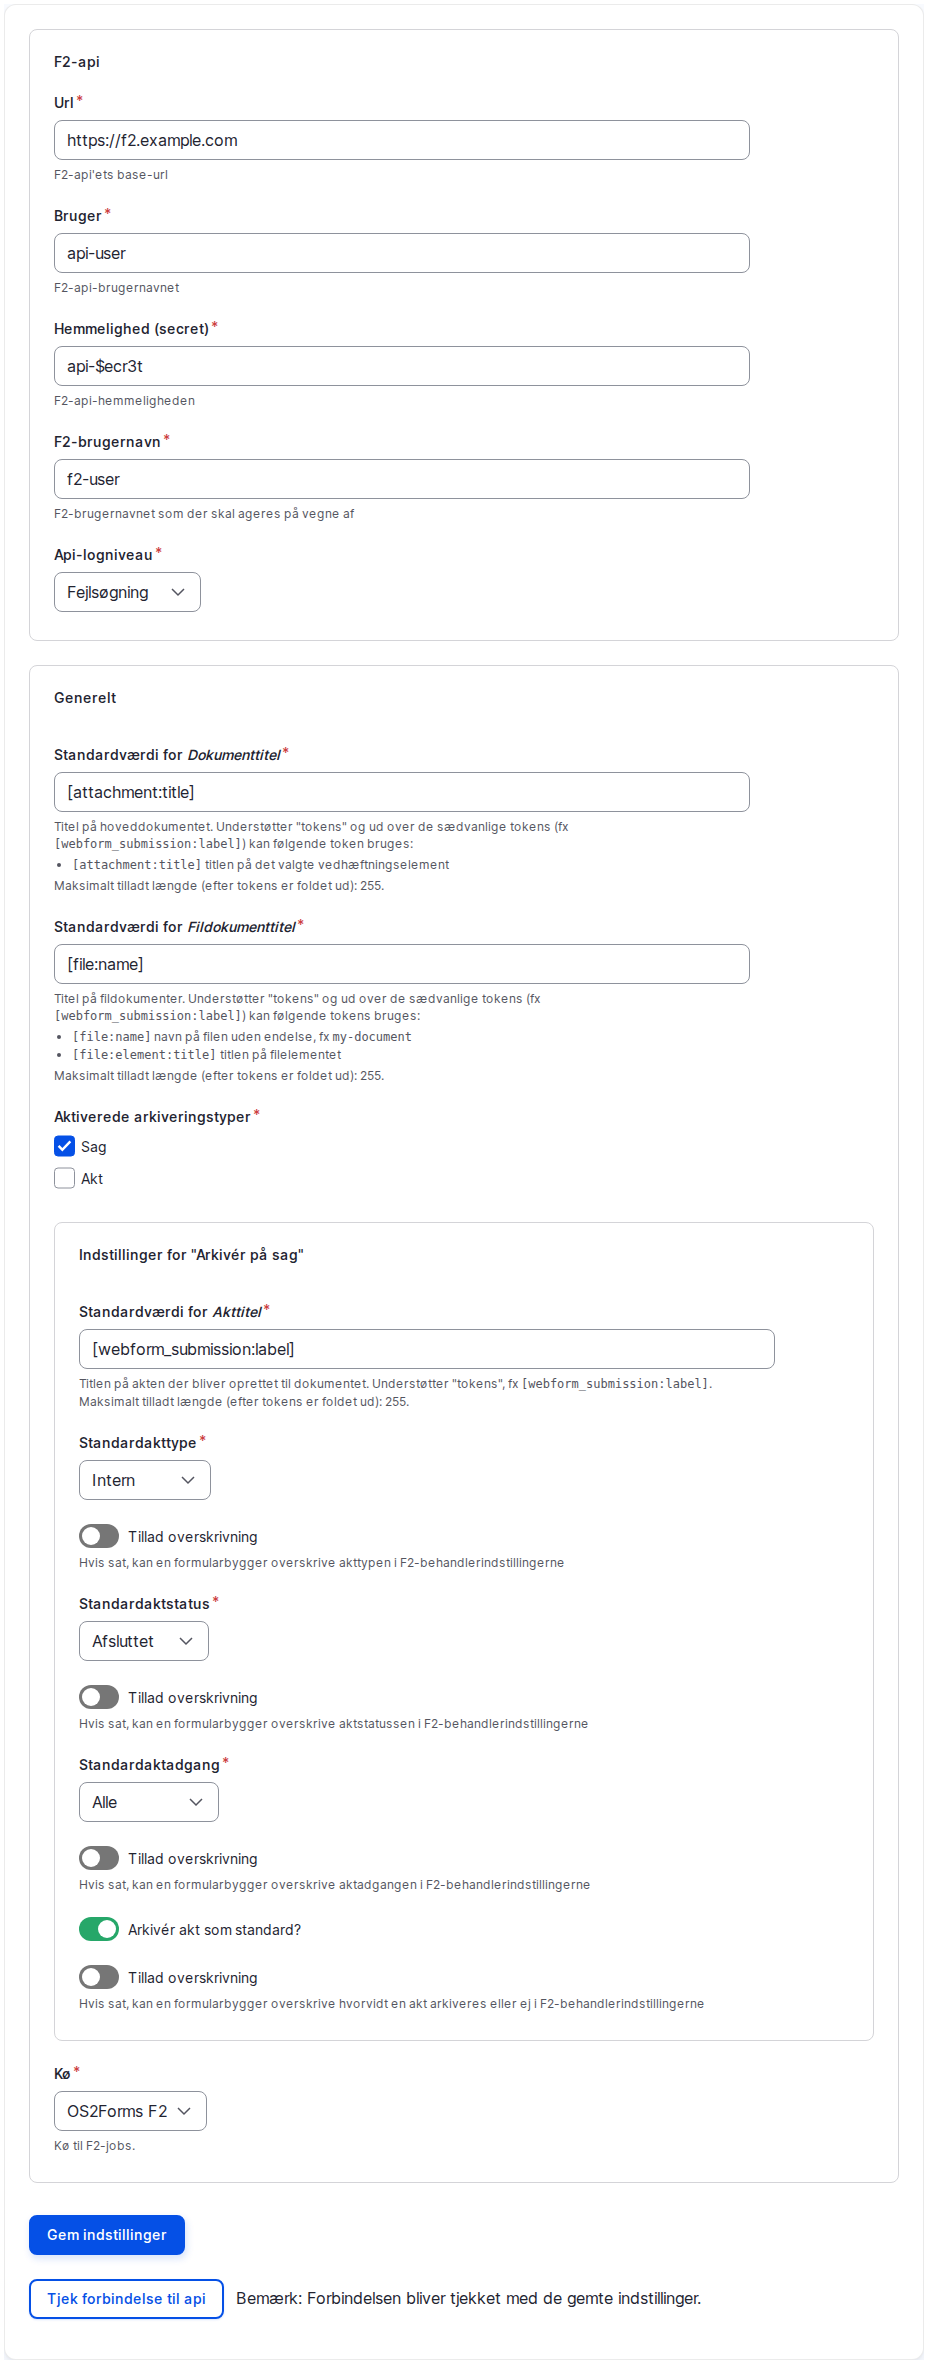 F2-api
Url*
https://f2.example.com
F2-api'ets base-url
Bruger*
api-user
F2-api-brugernavnet
Hemmelighed (secret)*
api-$ecr3t
F2-api-hemmeligheden
F2-brugernavn*
f2-user
F2-brugernavnet som der skal ageres på vegne af
Api-logniveau*
Fejlsøgning
Generelt
Standardværdi for Dokumenttitel*
[attachment:title]
Titel på hoveddokumentet. Understøtter "tokens" og ud over de sædvanlige tokens (fx
[webform_submission:label]) kan følgende token bruges:
• [attachment:title] titlen på det valgte vedhæftningselement
Maksimalt tilladt længde (efter tokens er foldet ud): 255.
Standardværdi for Fildokumenttitel*
[file:name]
Titel på fildokumenter. Understøtter "tokens" og ud over de sædvanlige tokens (fx
[webform_submission:label]) kan følgende tokens bruges:
• [file:name] navn på filen uden endelse, fx my-document
• [file:element:title] titlen på filelementet
Maksimalt tilladt længde (efter tokens er foldet ud): 255.
Aktiverede arkiveringstyper*
Sag
Akt
Indstillinger for "Arkivér på sag"
Standardværdi for Akttitel*
[webform_submission:label]
Titlen på akten der bliver oprettet til dokumentet. Understøtter "tokens", fx [webform_submission:label].
Maksimalt tilladt længde (efter tokens er foldet ud): 255.
Standardakttype*
Intern
Tillad overskrivning
Hvis sat, kan en formularbygger overskrive akttypen i F2-behandlerindstillingerne
Standardaktstatus*
Afsluttet
Tillad overskrivning
Hvis sat, kan en formularbygger overskrive aktstatussen i F2-behandlerindstillingerne
Standardaktadgang*
Alle
Tillad overskrivning
Hvis sat, kan en formularbygger overskrive aktadgangen i F2-behandlerindstillingerne
Arkivér akt som standard?
Tillad overskrivning
Hvis sat, kan en formularbygger overskrive hvorvidt en akt arkiveres eller ej i F2-behandlerindstillingerne
Kø*
OS2Forms F2
Kø til F2-jobs.
Gem indstillinger
Tjek forbindelse til api Bemærk: Forbindelsen bliver tjekket med de gemte indstillinger.